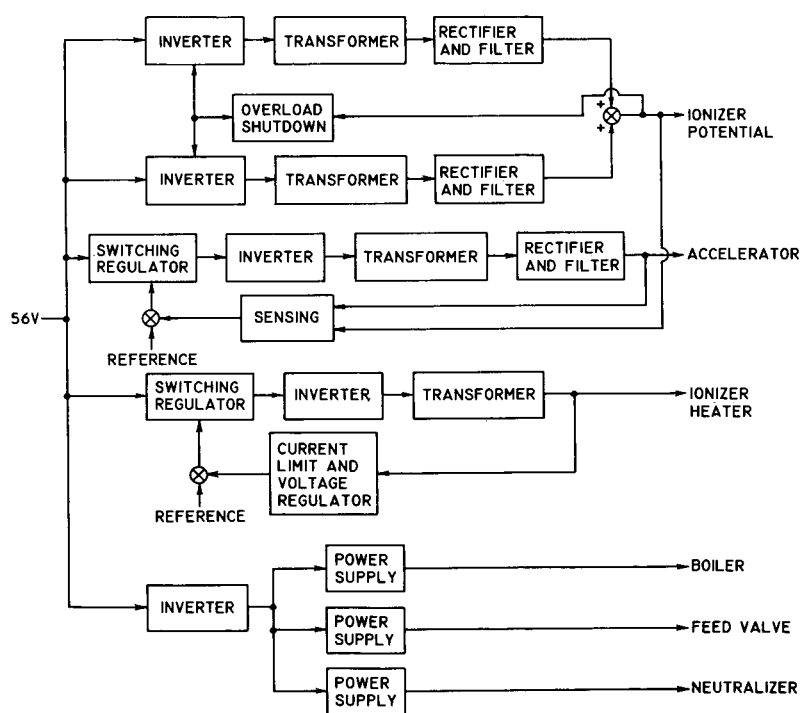 INVERTER
TRANSFORMER
RECTIFIER
AND FILTER
OVERLOAD
SHUTDOWN
+
+
IONIZER
POTENTIAL
INVERTER
TRANSFORMER
RECTIFIER
AND FILTER
SWITCHING
REGULATOR
INVERTER
TRANSFORMER
RECTIFIER
AND FILTER
ACCELERATOR
56V
SENSING
REFERENCE
SWITCHING
REGULATOR
INVERTER
TRANSFORMER
IONIZER
HEATER
CURRENT
LIMIT AND
VOLTAGE
REGULATOR
REFERENCE
INVERTER
POWER
SUPPLY
BOILER
POWER
SUPPLY
FEED VALVE
POWER
SUPPLY
NEUTRALIZER